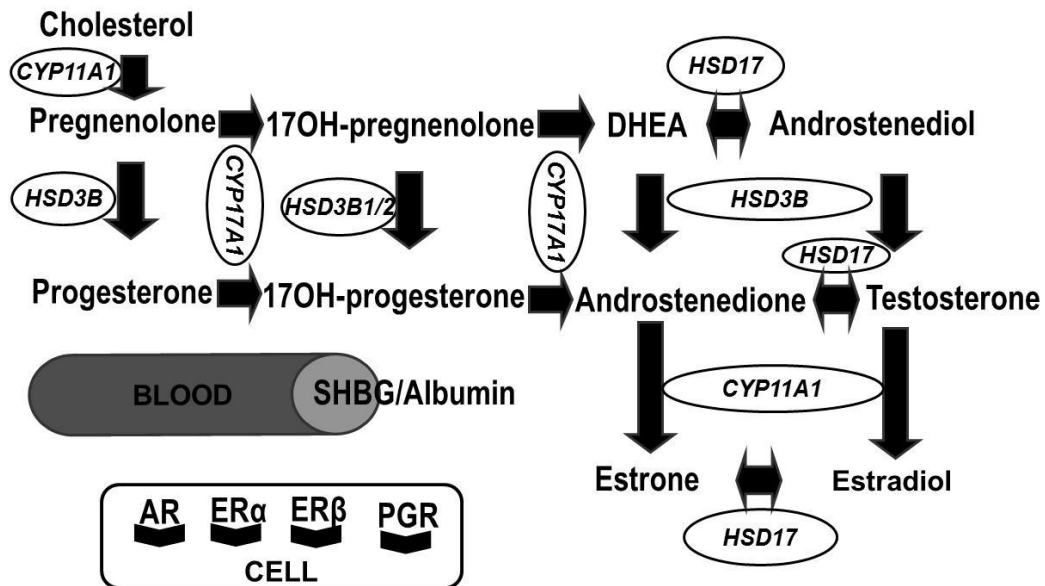 Cholesterol
CYP11A1
HSD17
Pregnenolone
17OH-pregnenolone
DHEA
Androstenediol
HSD3B
CYP17A1
HSD3B1/2
CYP17A1
HSD3B
HSD17
Progesterone
17OH-progesterone
Androstenedione
Testosterone
BLOOD
SHBG/Albumin
CYP11A1
Estrone
Estradiol
AR
ERα
ERβ
PGR
HSD17
CELL